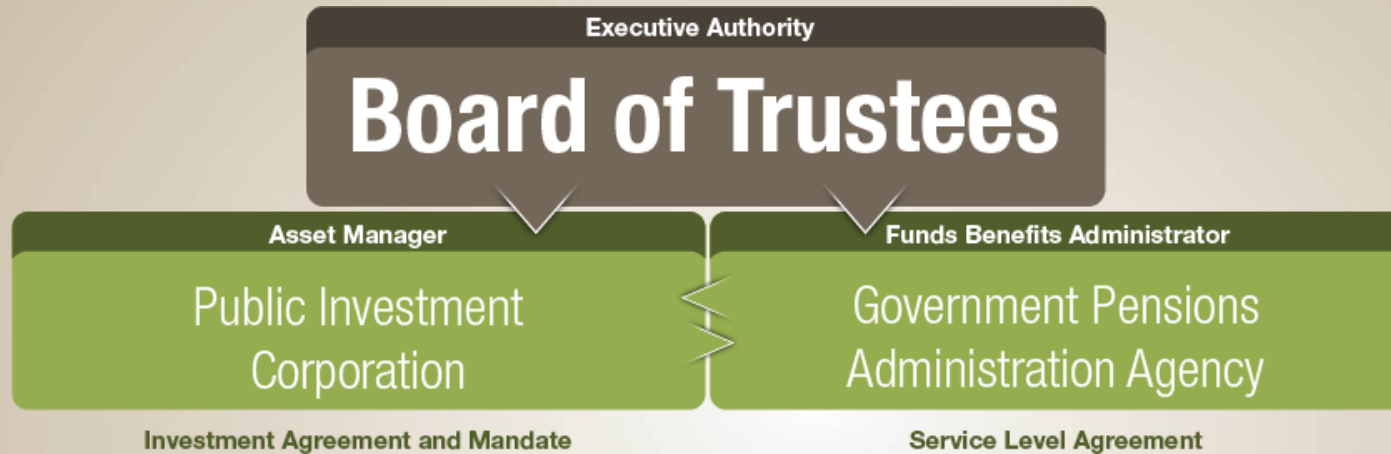 Executive Authority
Board of Trustees
Asset Manager
Public Investment
Corporation
Investment Agreement and Mandate
Funds Benefits Administrator
Government Pensions
Administration Agency
Service Level Agreement